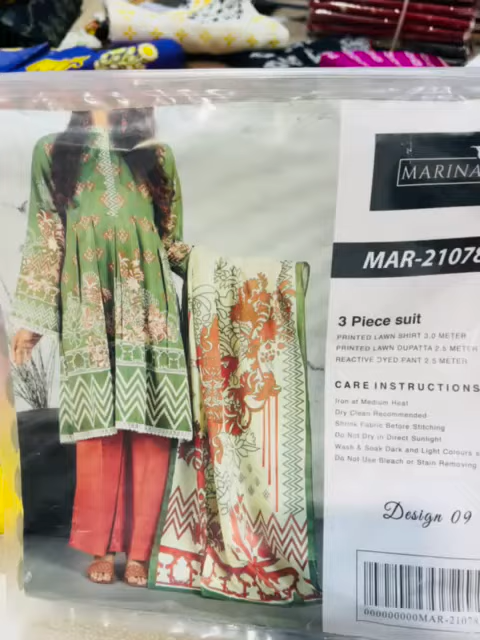 MARINA
MAR-21078
3 Piece suit
PRINTED LAWN SHIRT 3.0 METER
PRINTED LAWN DUPATTA 2.5 METER
REACTIVE DYED PANT 2.5 METER
CARE INSTRUCTIONS
Iron at Medium Heat
Dry Clean Recommended
Shrink Fabric Before Stitching
Do Not Dry in Direct Sunlight
Wash & Soak Dark and Light Colours
Do Not Use Bleach or Stain Removing
Design 09
000000000MAR-21078